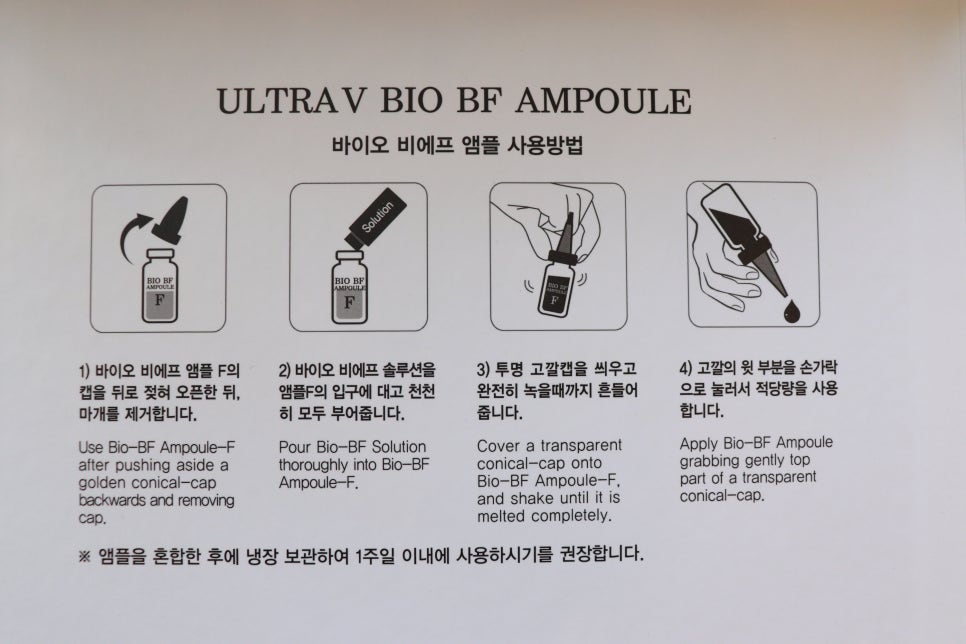 ULTRA V BIO BF AMPOULE
바이오 비에프 앰플 사용방법
BIO BF
AMPOULE
F
Solution
BIO BF
AMPOULE
F
BIO BF
AMPOULE
F
1) 바이오 비에프 앰플 F의
캡을 뒤로 젖혀 오픈한 뒤,
마개를 제거합니다.
Use Bio-BF Ampoule-F
after pushing aside a
golden conical-cap
backwards and removing
cap.
2) 바이오 비에프 솔루션을
앰플F의 입구에 대고 천천
히 모두 부어줍니다.
Pour Bio-BF Solution
thoroughly into Bio-BF
Ampoule-F.
3) 투명 고깔캡을 씌우고
완전히 녹을때까지 흔들어
줍니다.
Cover a transparent
conical-cap onto
Bio-BF Ampoule-F,
and shake until it is
melted completely.
4) 고깔의 윗 부분을 손가락
으로 눌러서 적당량을 사용
합니다.
Apply Bio-BF Ampoule
grabbing gently top
part of a transparent
conical-cap.
※ 앰플을 혼합한 후에 냉장 보관하여 1주일 이내에 사용하시기를 권장합니다.